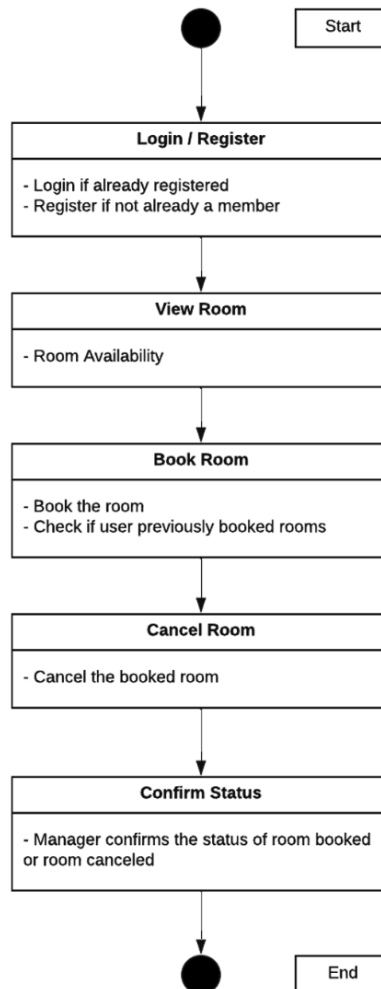 Start
Login / Register
- Login if already registered
- Register if not already a member
View Room
- Room Availability
Book Room
- Book the room
- Check if user previously booked rooms
Cancel Room
- Cancel the booked room
Confirm Status
- Manager confirms the status of room booked
or room canceled
End